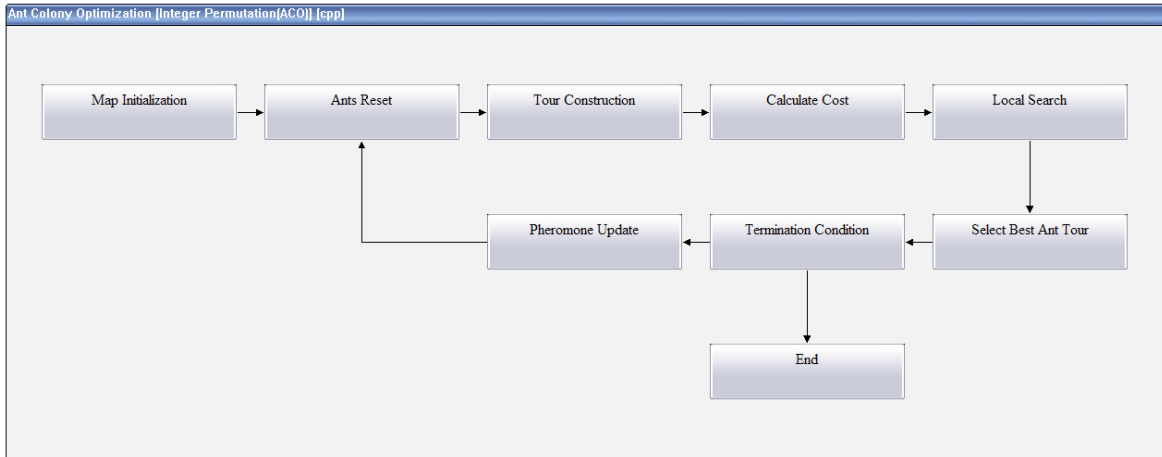 Ant Colony Optimization [Integer Permutation(ACO)] [cpp]
Map Initialization
Ants Reset
Tour Construction
Calculate Cost
Local Search
Pheromone Update
Termination Condition
Select Best Ant Tour
End